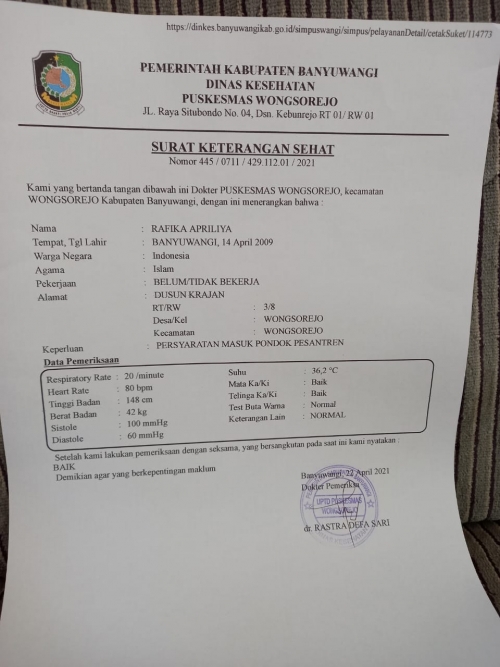 https://dinkes.banyuwangikab.go.id/simpuswangi/simpus/pelayananDetail/cetakSuket/114773
PEMERINTAH KABUPATEN BANYUWANGI
DINAS KESEHATAN
PUSKESMAS WONGSOREJO
JL. Raya Situbondo No. 04, Dsn. Kebunrejo RT 01/ RW 01
SURAT KETERANGAN SEHAT
Nomor 445 / 0711 / 429.112.01 / 2021
Kami yang bertanda tangan dibawah ini Dokter PUSKESMAS WONGSOREJO, kecamatan
WONGSOREJO Kabupaten Banyuwangi, dengan ini menerangkan bahwa :
Nama : RAFIKA APRILIYA
Tempat, Tgl Lahir : BANYUWANGI, 14 April 2009
Warga Negara : Indonesia
Agama : Islam
Pekerjaan : BELUM/TIDAK BEKERJA
Alamat : DUSUN KRAJAN
RT/RW : 3/8
Desa/Kel : WONGSOREJO
Kecamatan : WONGSOREJO
Keperluan : PERSYARATAN MASUK PONDOK PESANTREN
Data Pemeriksaan
Respiratory Rate : 20 /minute
Heart Rate : 80 bpm
Tinggi Badan : 148 cm
Berat Badan : 42 kg
Sistole : 100 mmHg
Diastole : 60 mmHg
Suhu : 36,2 °C
Mata Ka/Ki : Baik
Telinga Ka/Ki : Baik
Test Buta Warna : Normal
Keterangan Lain : NORMAL
Setelah kami lakukan pemeriksaan dengan seksama, yang bersangkutan pada saat ini kami nyatakan :
BAIK
Demikian agar yang berkepentingan maklum
Banyuwangi, 22 April 2021
Dokter Pemeriksa
UPTD PUSKESMAS
WONGSOREJO
dr. RASTRA DEFA SARI